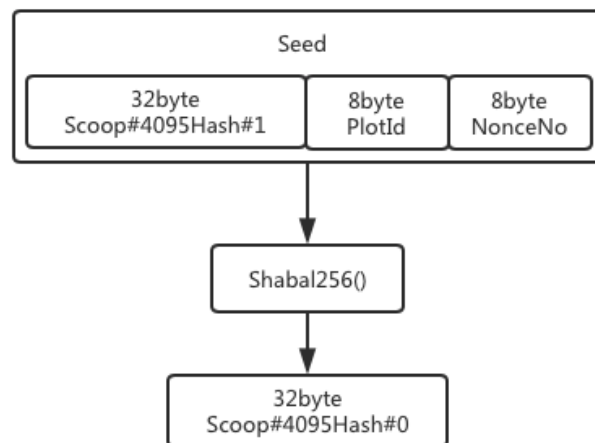 Seed
32byte
Scoop#4095Hash#1
8byte
PlotId
8byte
NonceNo
Shabal256()
32byte
Scoop#4095Hash#0